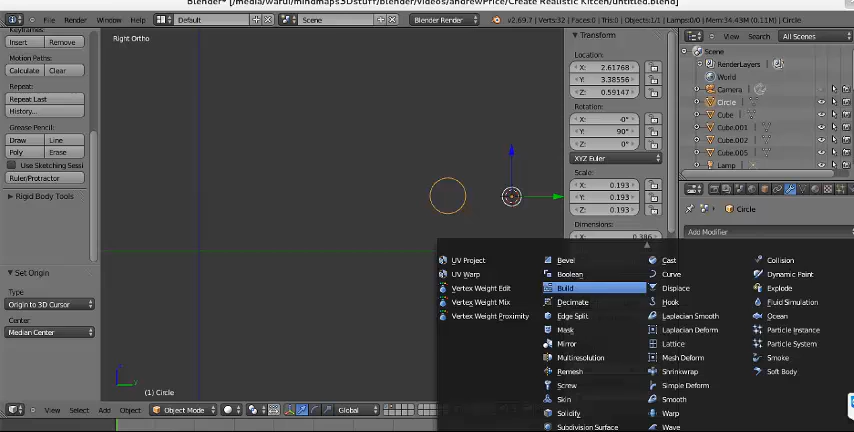 Blender* [/media/warul/mindmaps3Dstuff/blender/videos/andrewPrice/Create Realistic Kitcen/untitled.blend]
File Render Window Help Default Scene Blender Render v2.69.7 | Verts:32 | Faces:0 | Tris:0 | Objects:1/1 | Lamps:0/0 | Mem:34.43M (0.11M) | Circle
Keyframes:
Insert Remove
Motion Paths:
Calculate Clear
Repeat:
Repeat Last
History...
Grease Pencil:
Draw Line
Poly Erase
Use Sketching Sessi
Ruler/Protractor
Rigid Body Tools
Set Origin
Type
Origin to 3D Cursor
Center
Median Center
Right Ortho
(1) Circle
View Select Add Object Object Mode Global
Transform
Location:
X: 2.61768
Y: 3.38556
Z: 0.59147
Rotation:
X: -0°
Y: 90°
Z: 0°
XYZ Euler
Scale:
X: 0.193
Y: 0.193
Z: 0.193
Dimensions:
X: 0.386
View Search All Scenes
Scene
RenderLayers
World
Camera
Circle
Cube
Cube.001
Cube.002
Cube.005
Lamp
Circle
Add Modifier
UV Project
UV Warp
Vertex Weight Edit
Vertex Weight Mix
Vertex Weight Proximity
Bevel
Boolean
Build
Decimate
Edge Split
Mask
Mirror
Multiresolution
Remesh
Screw
Skin
Solidify
Subdivision Surface
Cast
Curve
Displace
Hook
Laplacian Smooth
Laplacian Deform
Lattice
Mesh Deform
Shrinkwrap
Simple Deform
Smooth
Warp
Wave
Collision
Dynamic Paint
Explode
Fluid Simulation
Ocean
Particle Instance
Particle System
Smoke
Soft Body